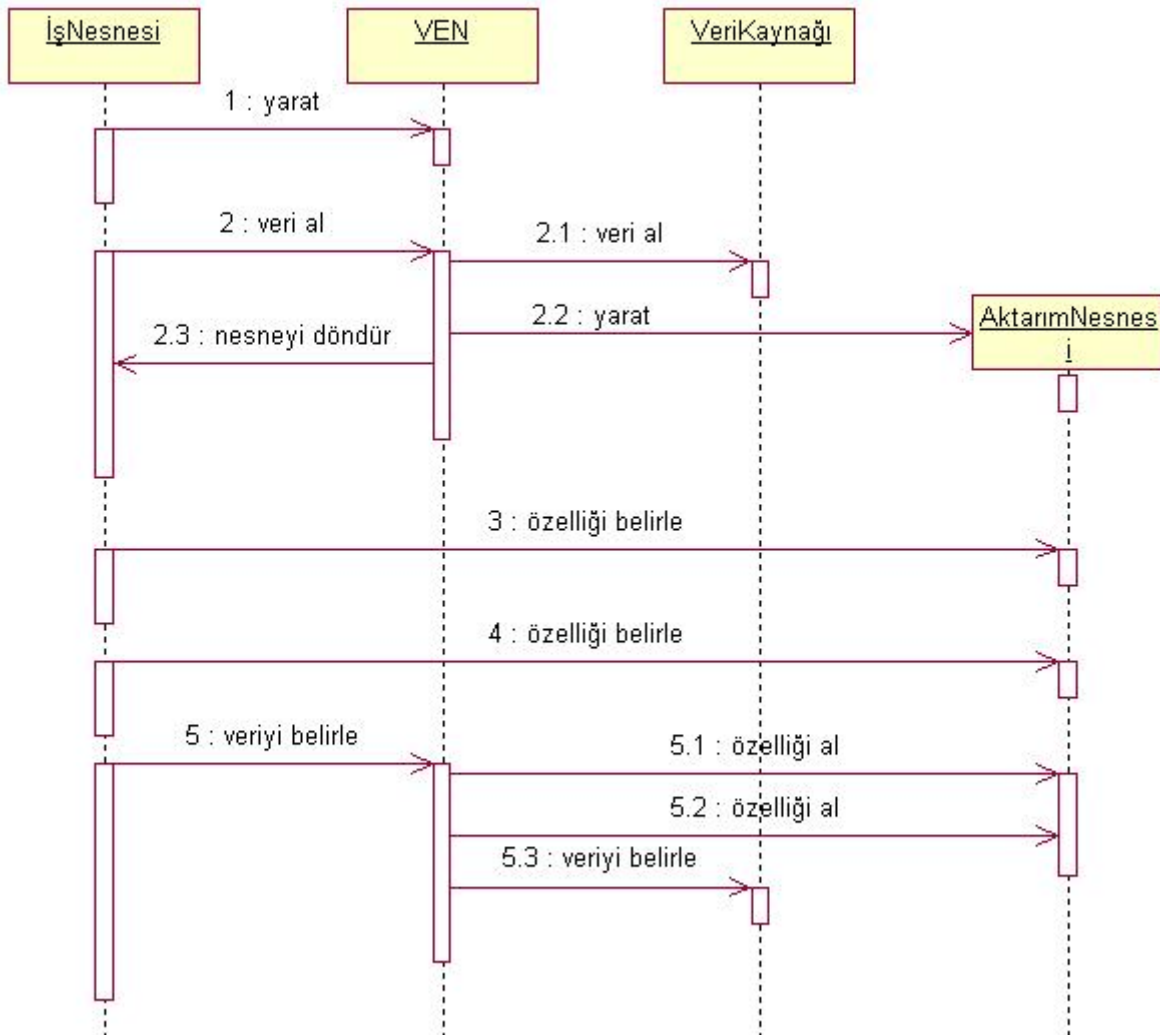 İşNesnesi
VEN
VeriKaynağı
1 : yarat
2 : veri al
2.1 : veri al
2.2 : yarat
AktarımNesnes
i
2.3 : nesneyi döndür
3 : özelliği belirle
4 : özelliği belirle
5 : veriyi belirle
5.1 : özelliği al
5.2 : özelliği al
5.3 : veriyi belirle